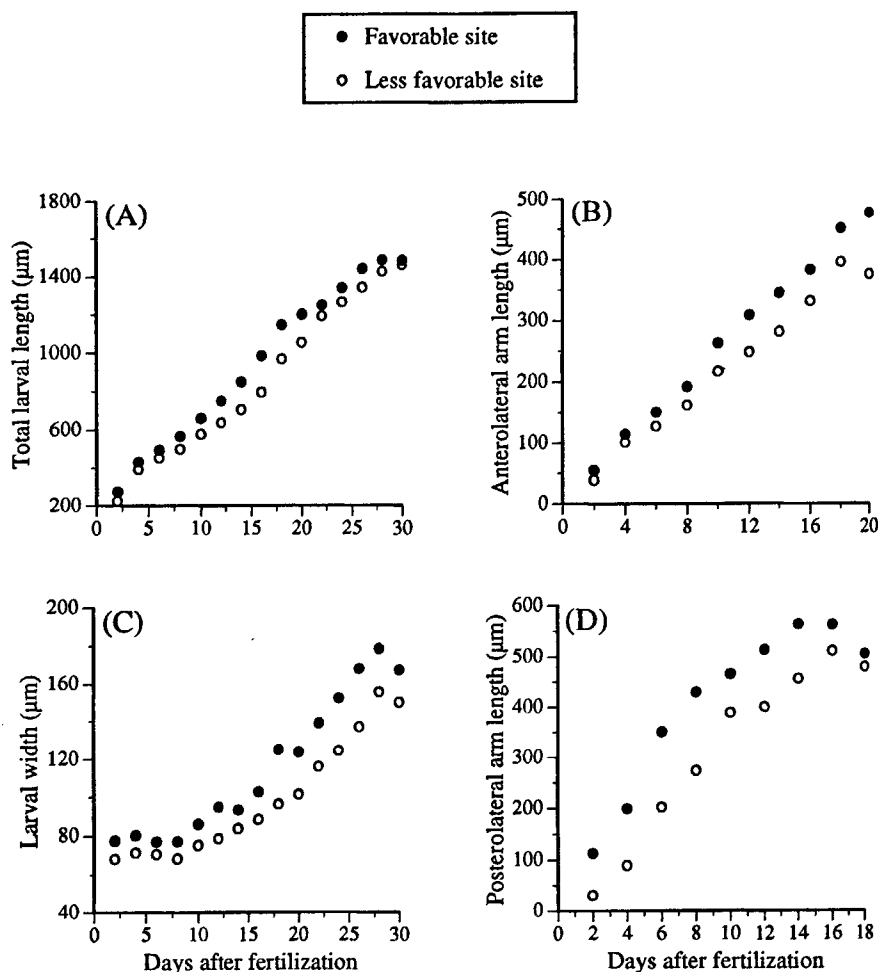 Favorable site
Less favorable site
(A)
Total larval length (μm)
1800
1400
1000
600
200
0 5 10 15 20 25 30
(B)
Anterolateral arm length (μm)
500
400
300
200
100
0
0 4 8 12 16 20
(C)
Larval width (μm)
200
160
120
80
40
0 5 10 15 20 25 30
Days after fertilization
(D)
Posterolateral arm length (μm)
600
500
400
300
200
100
0
0 2 4 6 8 10 12 14 16 18
Days after fertilization